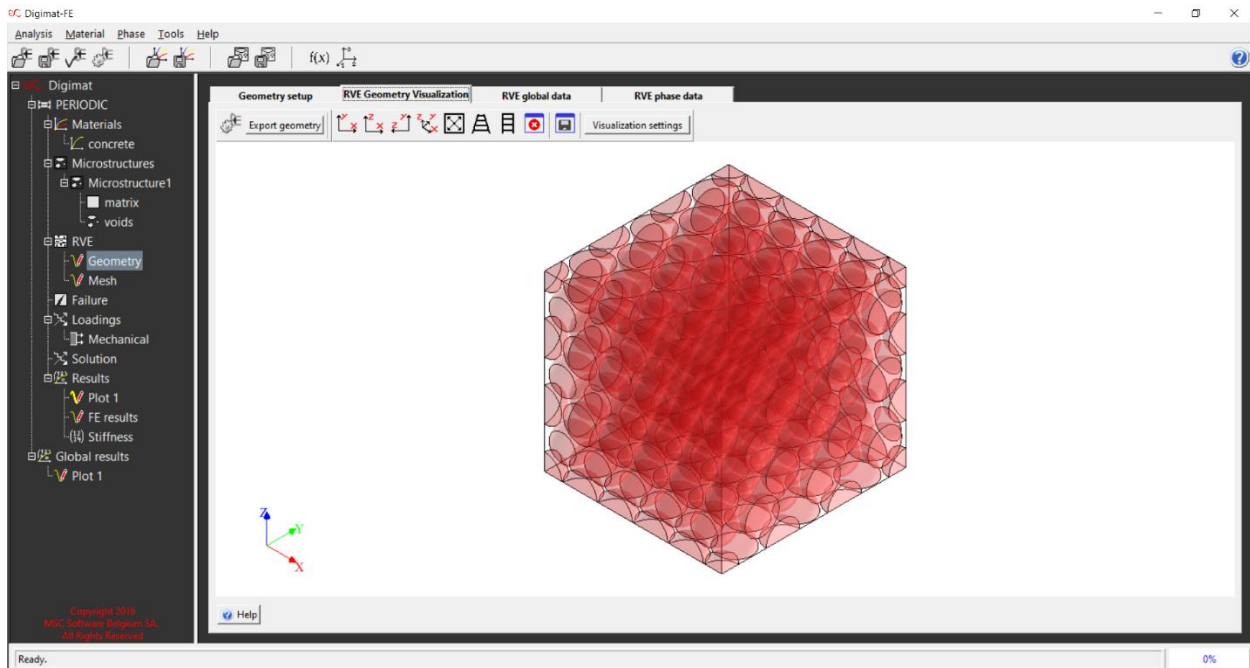 Digimat-FE
Analysis Material Phase Tools Help
f(x)
Digimat
PERIODIC
Materials
concrete
Microstructures
Microstructure1
matrix
voids
RVE
Geometry
Mesh
Failure
Loadings
Mechanical
Solution
Results
Plot 1
FE results
Stiffness
Global results
Plot 1
Copyright 2016
MSC Software Belgium SA.
All Rights Reserved
Geometry setup RVE Geometry Visualization RVE global data RVE phase data
Export geometry Visualization settings
Z
Y
X
Help
Ready. 0%